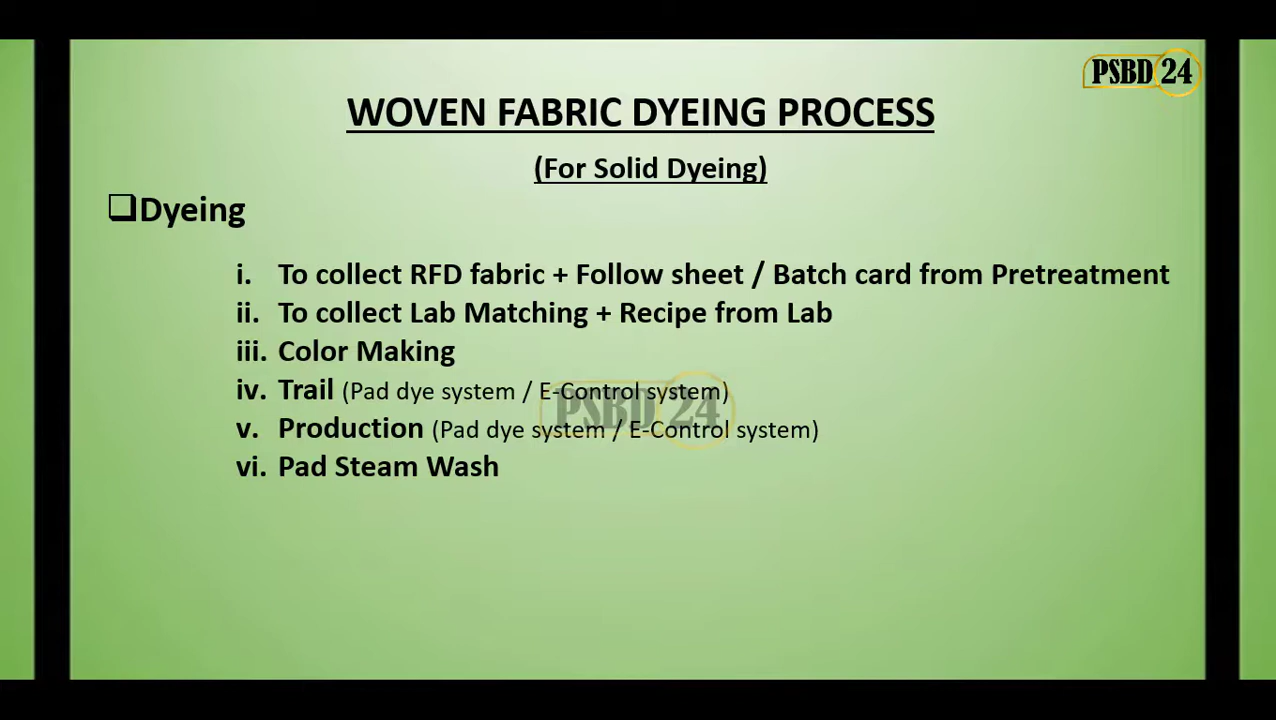 PSBD 24
WOVEN FABRIC DYEING PROCESS
(For Solid Dyeing)
❑Dyeing
i. To collect RFD fabric + Follow sheet / Batch card from Pretreatment
ii. To collect Lab Matching + Recipe from Lab
iii. Color Making
iv. Trail (Pad dye system / E-Control system)
v. Production (Pad dye system / E-Control system)
vi. Pad Steam Wash
PSBD 24